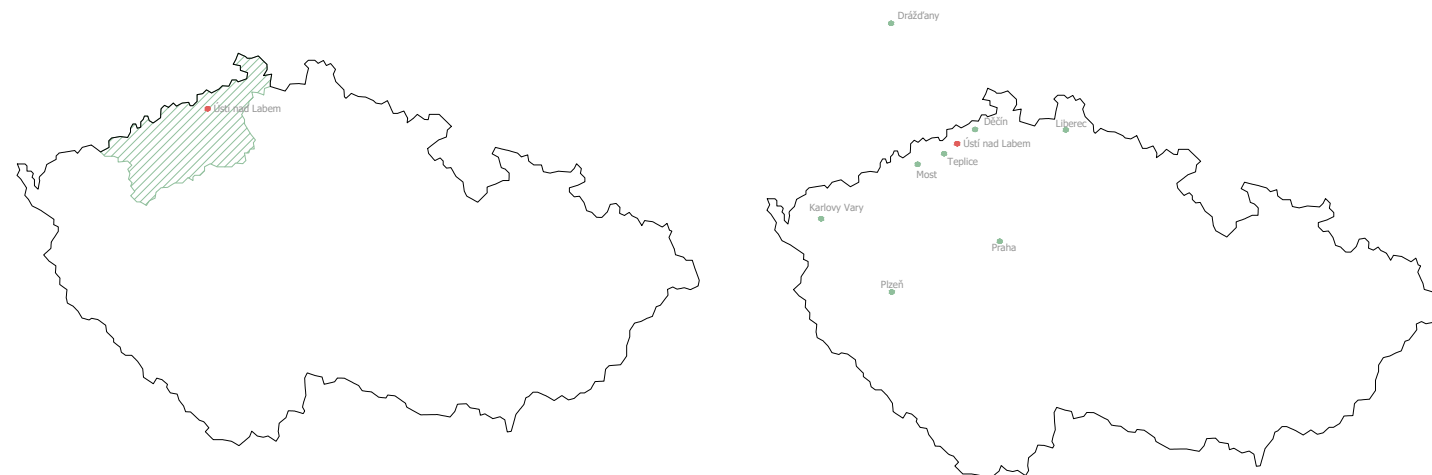 Ústí nad Labem
Drážďany
Děčín
Liberec
Ústí nad Labem
Teplice
Most
Karlovy Vary
Praha
Plzeň